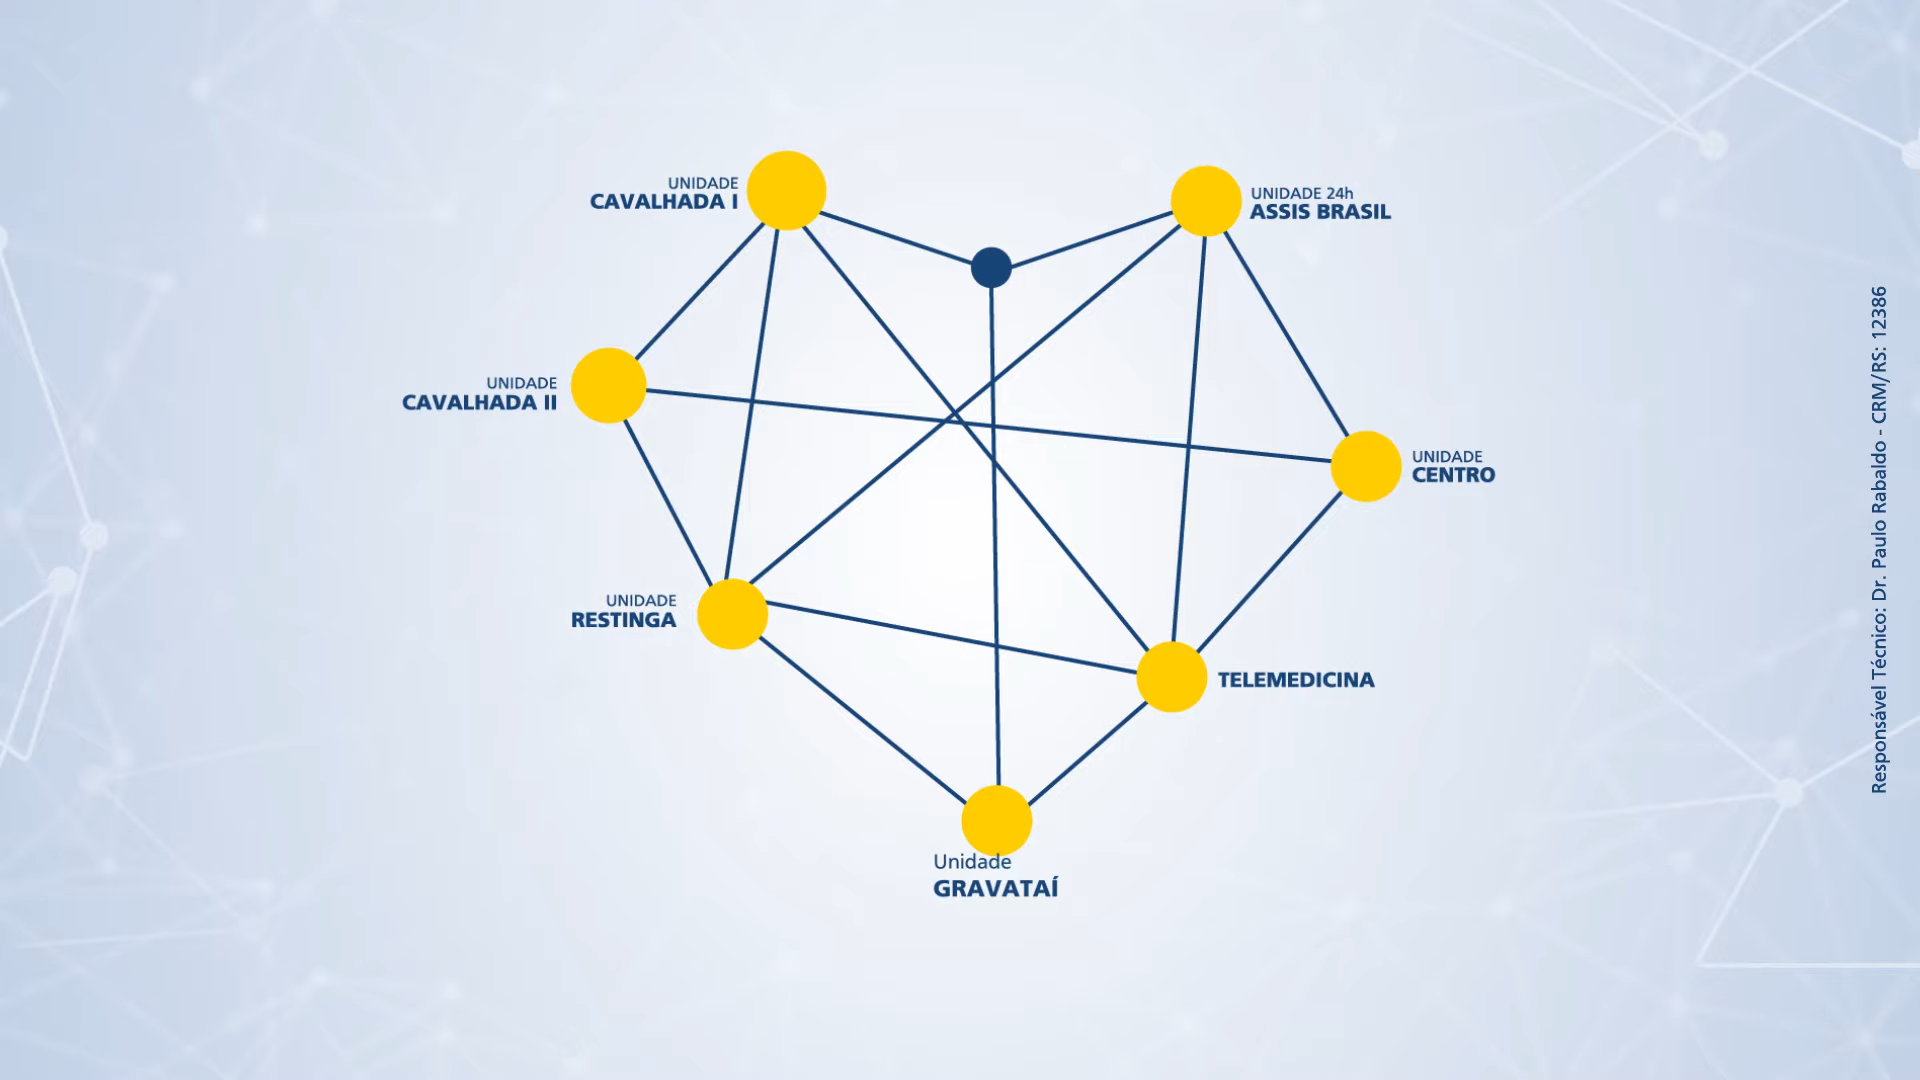 UNIDADE
CAVALHADA I
UNIDADE 24h
ASSIS BRASIL
UNIDADE
CAVALHADA II
UNIDADE
CENTRO
UNIDADE
RESTINGA
TELEMEDICINA
Unidade
GRAVATAÍ
Responsável Técnico: Dr. Paulo Rabaldo - CRM/RS: 12386